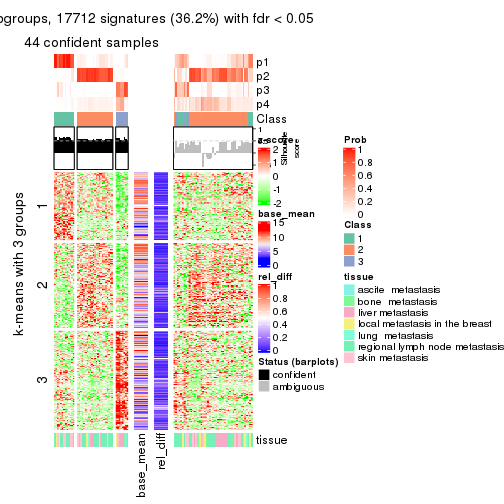 ogroups, 17712 signatures (36.2%) with fdr < 0.05
44 confident samples
p1
p2
p3
p4
Class
1
Silhouette
score
k-means with 3 groups
1
2
3
base_mean
rel_diff
tissue
z-score
2
1
0
-1
-2
base_mean
15
10
5
0
rel_diff
1
0.8
0.6
0.4
0.2
0
Status (barplots)
confident
ambiguous
Prob
1
0.8
0.6
0.4
0.2
0
Class
1
2
3
tissue
ascite metastasis
bone metastasis
liver metastasis
local metastasis in the breast
lung metastasis
regional lymph node metastasis
skin metastasis